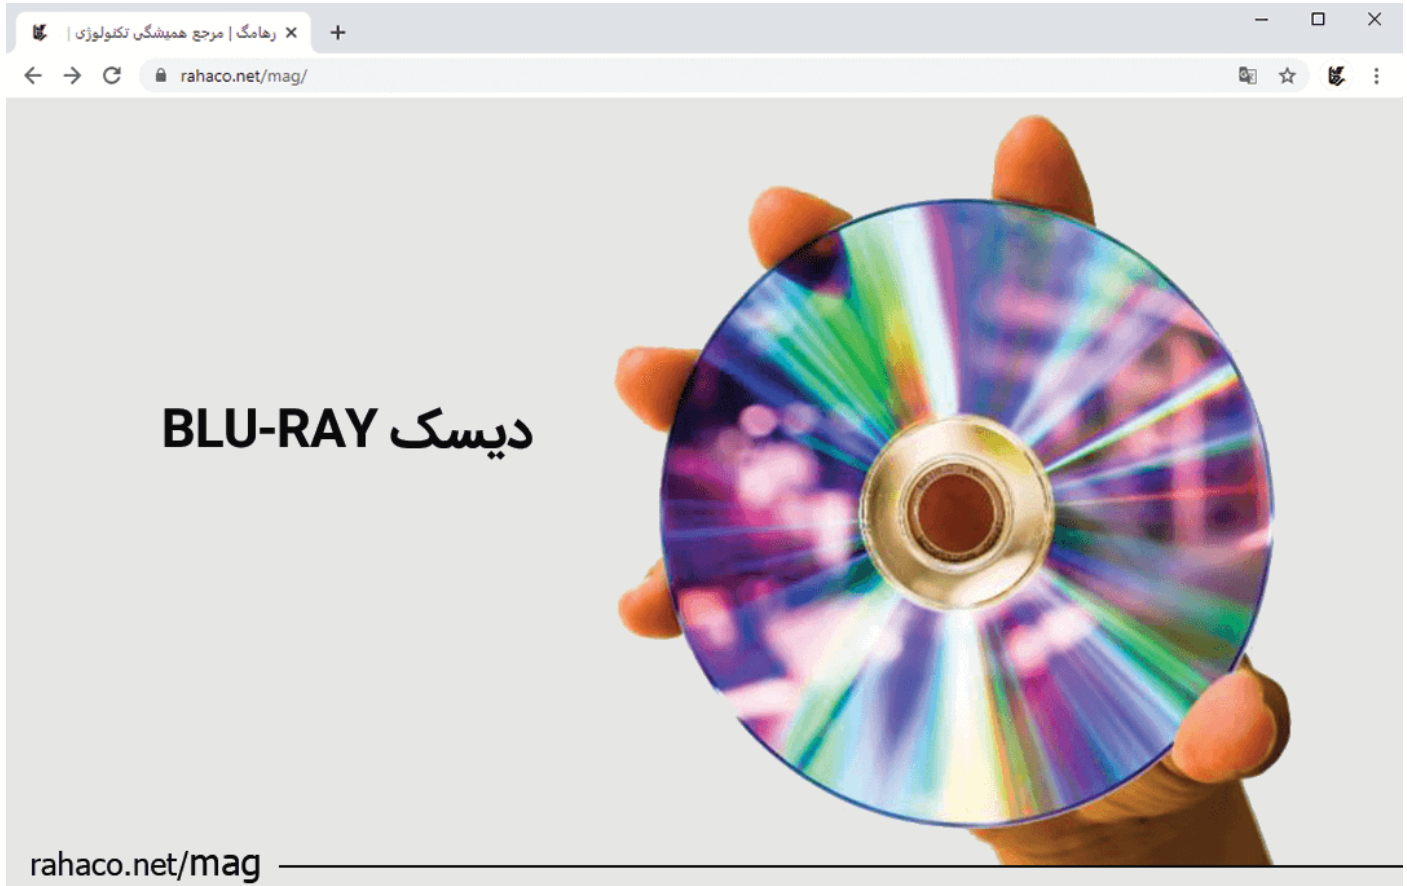 رهامگ | مرجع همیشگی تکنولوژی |
rahaco.net/mag/
دیسک BLU-RAY
rahaco.net/mag